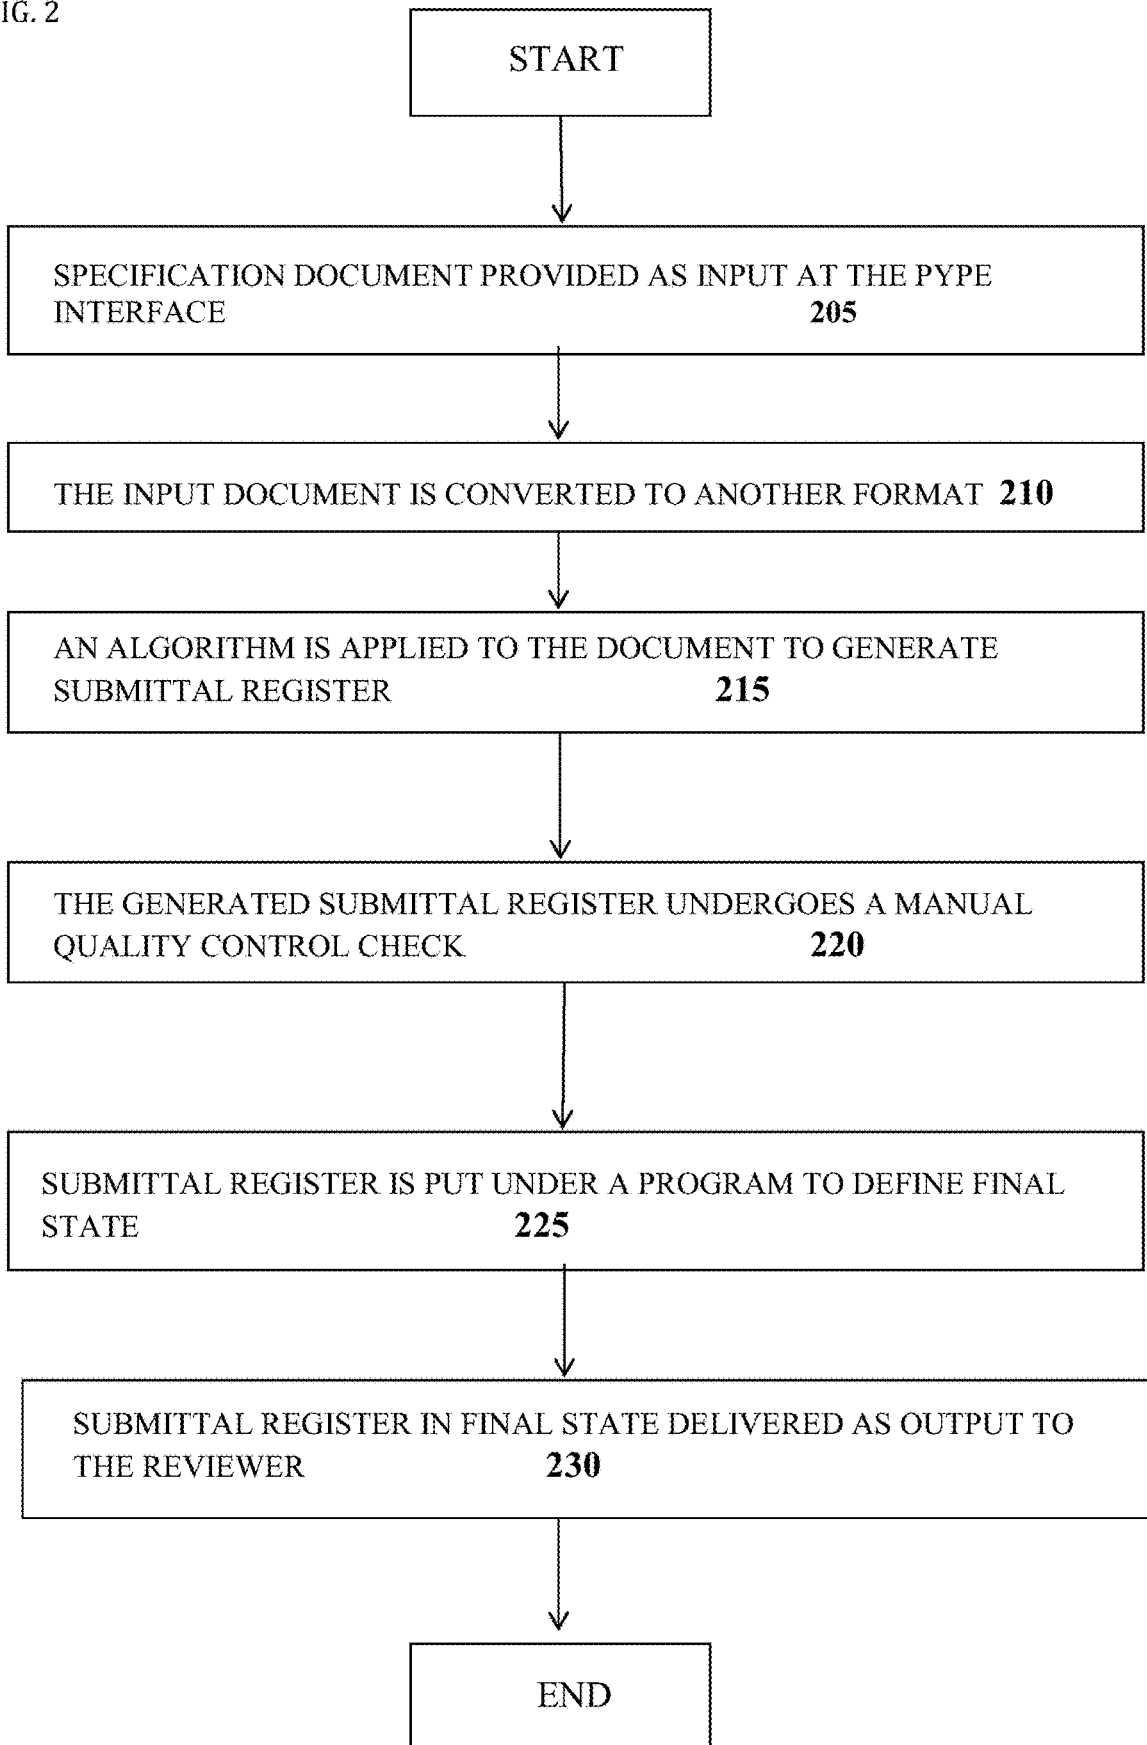 IG. 2
START
SPECIFICATION DOCUMENT PROVIDED AS INPUT AT THE PYPE
INTERFACE 205
THE INPUT DOCUMENT IS CONVERTED TO ANOTHER FORMAT 210
AN ALGORITHM IS APPLIED TO THE DOCUMENT TO GENERATE
SUBMITTAL REGISTER 215
THE GENERATED SUBMITTAL REGISTER UNDERGOES A MANUAL
QUALITY CONTROL CHECK 220
SUBMITTAL REGISTER IS PUT UNDER A PROGRAM TO DEFINE FINAL
STATE 225
SUBMITTAL REGISTER IN FINAL STATE DELIVERED AS OUTPUT TO
THE REVIEWER 230
END